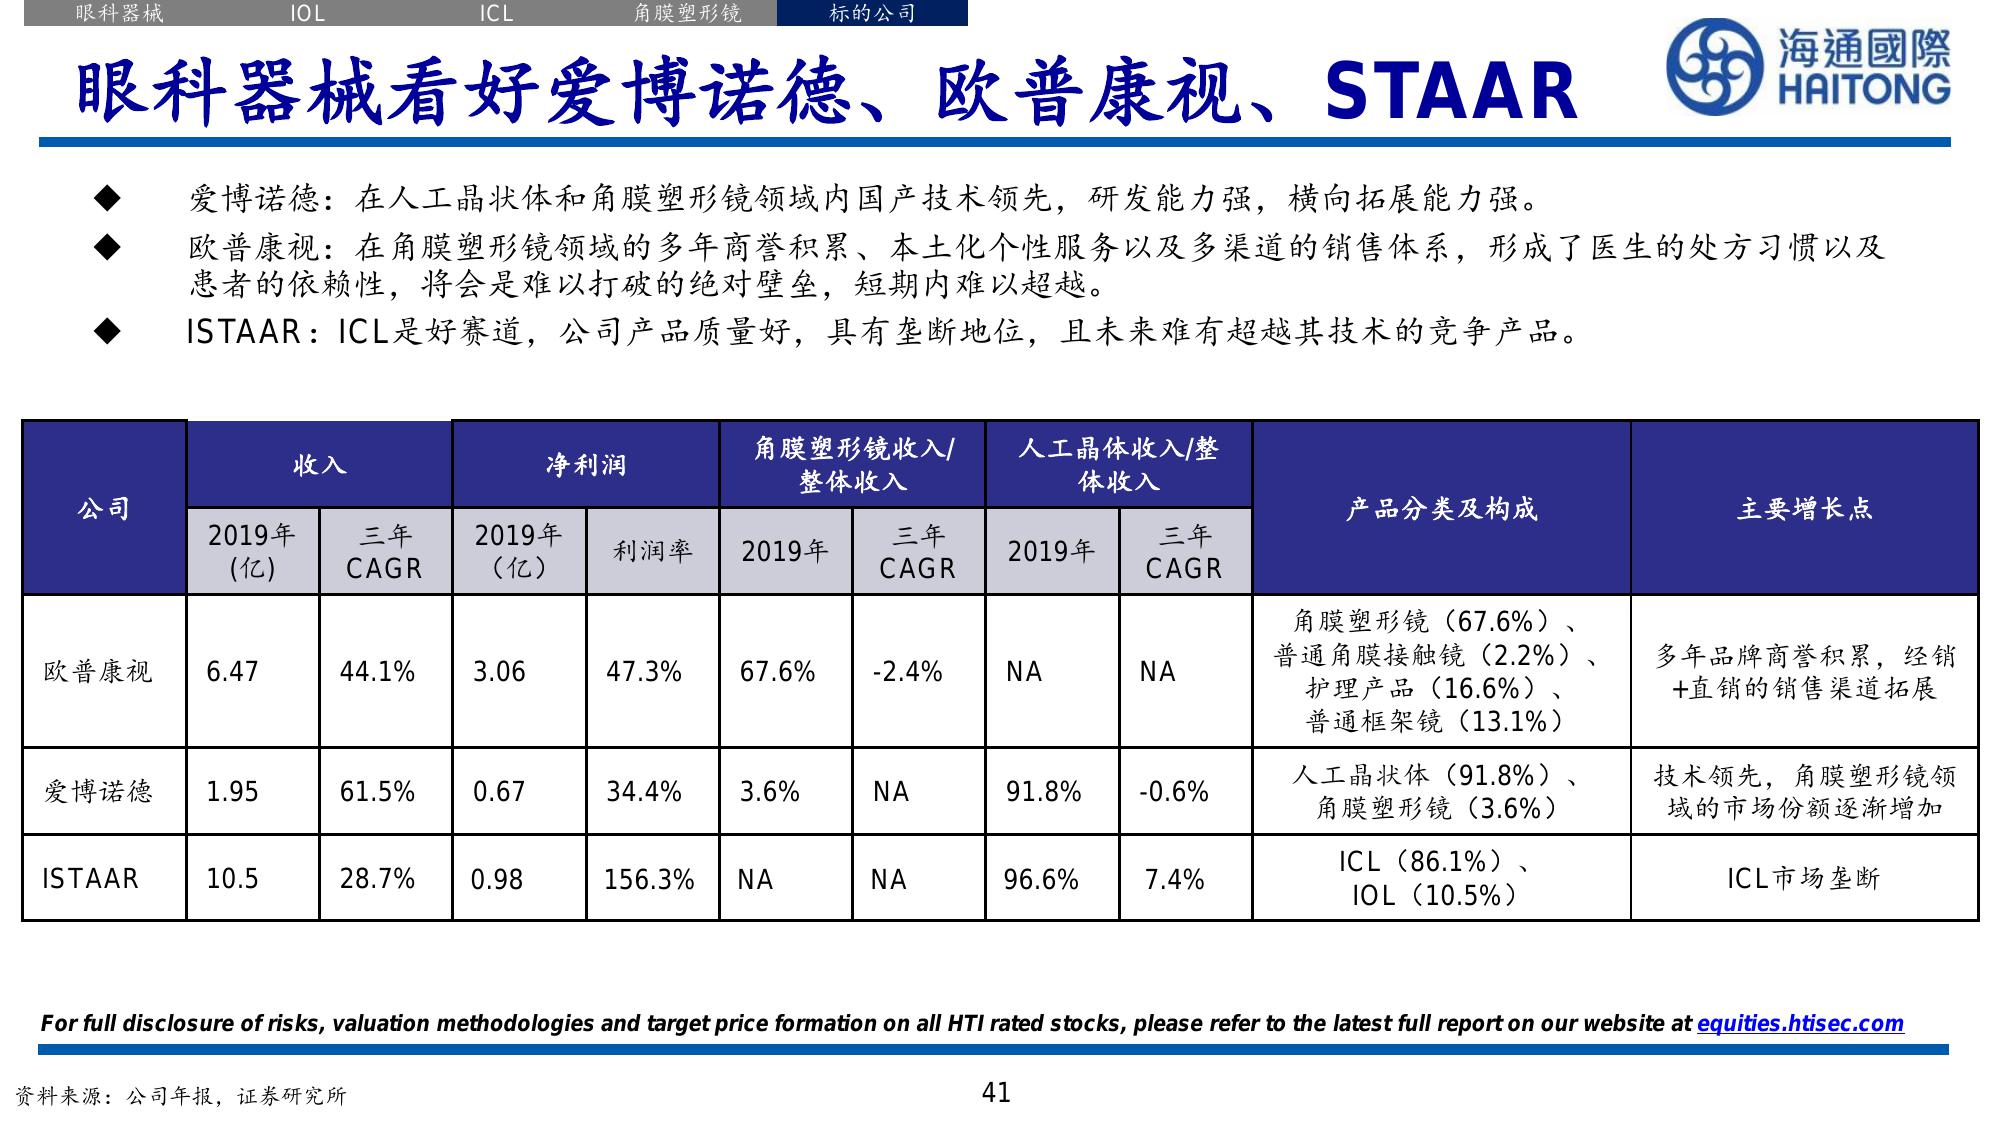 眼科器械 IOL ICL 角膜塑形镜 标的公司
海通國際
HAITONG
眼科器械看好爱博诺德、欧普康视、STAAR
◆ 爱博诺德：在人工晶状体和角膜塑形镜领域内国产技术领先，研发能力强，横向拓展能力强。
◆ 欧普康视：在角膜塑形镜领域的多年商誉积累、本土化个性服务以及多渠道的销售体系，形成了医生的处方习惯以及
患者的依赖性，将会是难以打破的绝对壁垒，短期内难以超越。
◆ ISTAAR：ICL是好赛道，公司产品质量好，具有垄断地位，且未来难有超越其技术的竞争产品。
公司 收入 净利润 角膜塑形镜收入/
整体收入 人工晶体收入/整
体收入 产品分类及构成 主要增长点
2019年
(亿) 三年
CAGR 2019年
（亿） 利润率 2019年 三年
CAGR 2019年 三年
CAGR
欧普康视 6.47 44.1% 3.06 47.3% 67.6% -2.4% NA NA 角膜塑形镜（67.6%）、
普通角膜接触镜（2.2%）、
护理产品（16.6%）、
普通框架镜（13.1%） 多年品牌商誉积累，经销
+直销的销售渠道拓展
爱博诺德 1.95 61.5% 0.67 34.4% 3.6% NA 91.8% -0.6% 人工晶状体（91.8%）、
角膜塑形镜（3.6%） 技术领先，角膜塑形镜领
域的市场份额逐渐增加
ISTAAR 10.5 28.7% 0.98 156.3% NA NA 96.6% 7.4% ICL（86.1%）、
IOL（10.5%） ICL市场垄断
For full disclosure of risks, valuation methodologies and target price formation on all HTI rated stocks, please refer to the latest full report on our website at equities.htisec.com
资料来源：公司年报，证券研究所
41